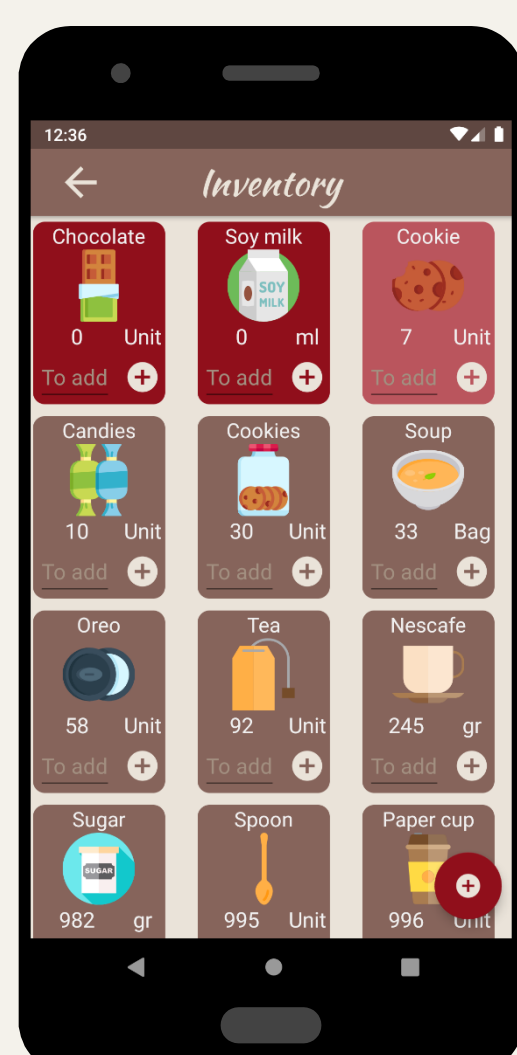 12:36
Inventory
Chocolate Soy milk Cookie
SOY
MILK
0 Unit 0 ml 7 Unit
To add To add To add
Candies Cookies Soup
10 Unit 30 Unit 33 Bag
To add To add To add
Oreo Tea Nescafe
58 Unit 92 Unit 245 gr
To add To add To add
Sugar Spoon Paper cup
SUGAR
982 gr 995 Unit 996 Unit